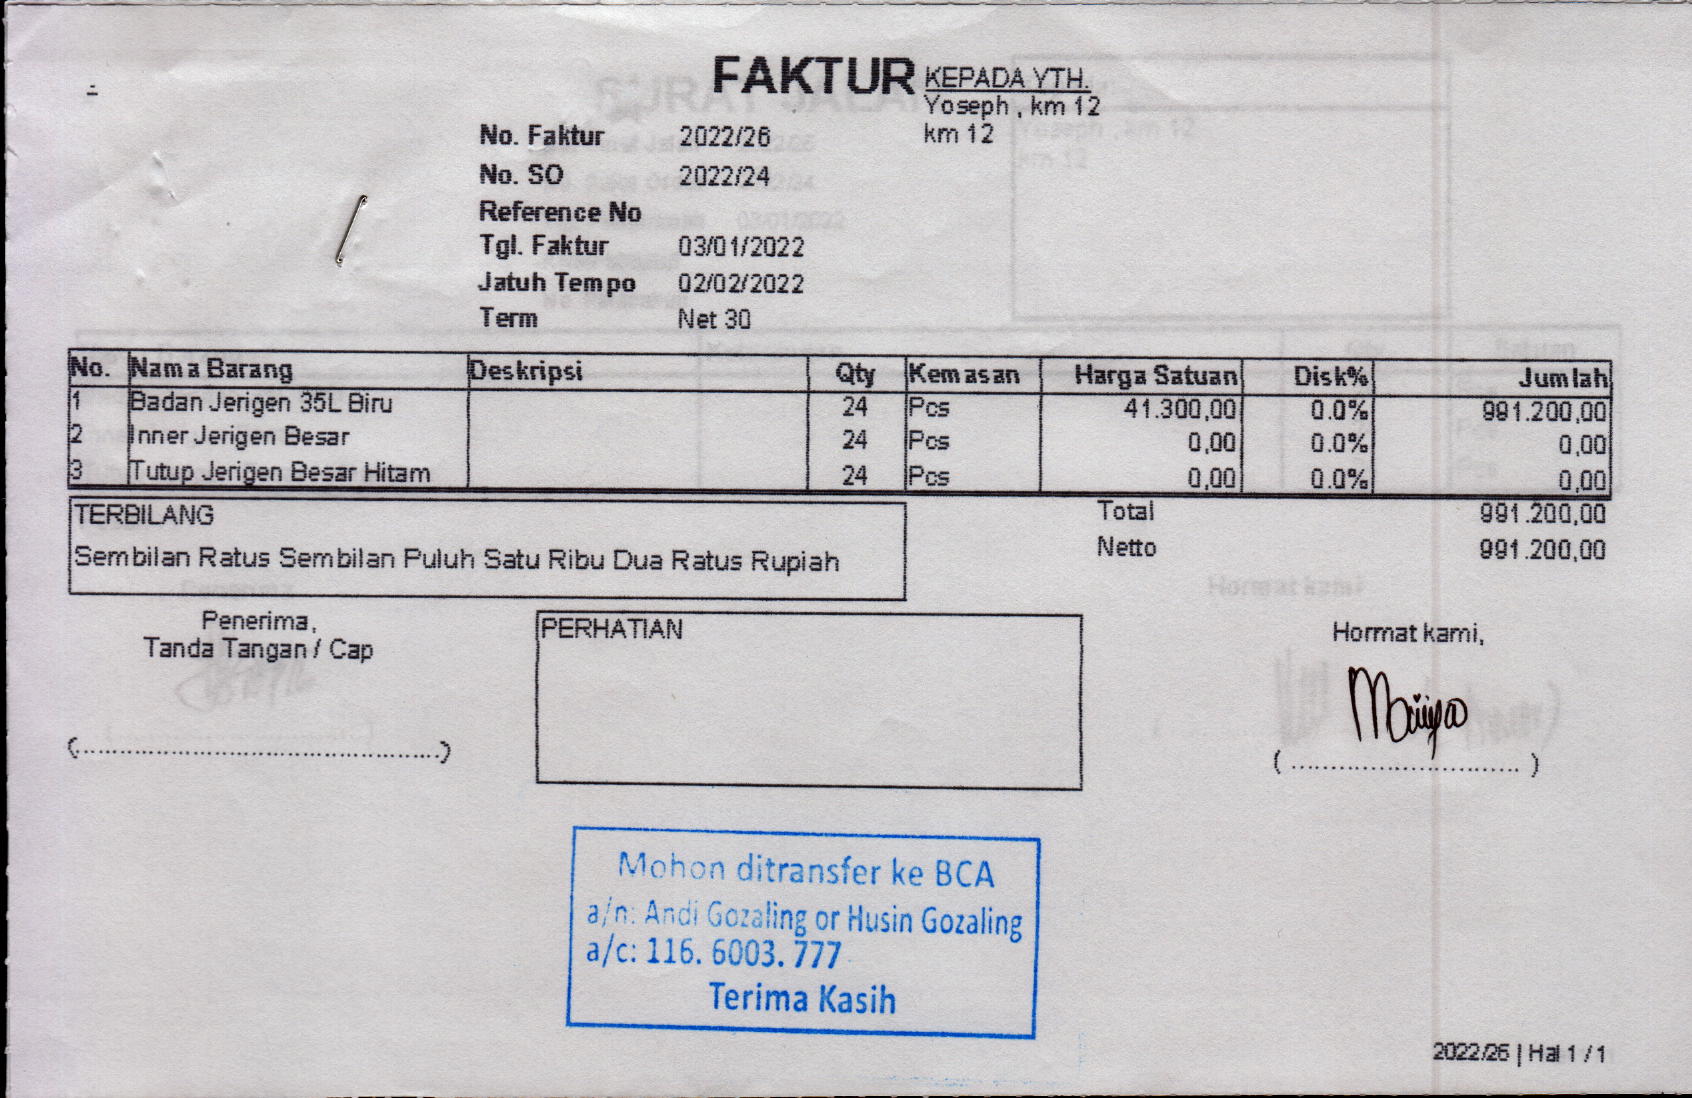 FAKTUR
KEPADA YTH.
Yoseph , km 12
km 12
No. Faktur 2022/26
No. SO 2022/24
Reference No
Tgl. Faktur 03/01/2022
Jatuh Tempo 02/02/2022
Term Net 30
No. Nama Barang Deskripsi Qty Kemasan Harga Satuan Disk% Jumlah
1 Badan Jerigen 35L Biru 24 Pcs 41.300,00 0.0% 991.200,00
2 Inner Jerigen Besar 24 Pcs 0,00 0.0% 0,00
3 Tutup Jerigen Besar Hitam 24 Pcs 0,00 0.0% 0,00
TERBILANG
Sembilan Ratus Sembilan Puluh Satu Ribu Dua Ratus Rupiah
Total 991.200,00
Netto 991.200,00
Penerima,
Tanda Tangan / Cap
(............................................)
PERHATIAN
Hormat kami,
( ............................ )
Mohon ditransfer ke BCA
a/n: Andi Gozaling or Husin Gozaling
a/c: 116. 6003. 777
Terima Kasih
2022/26 | Hal 1 / 1